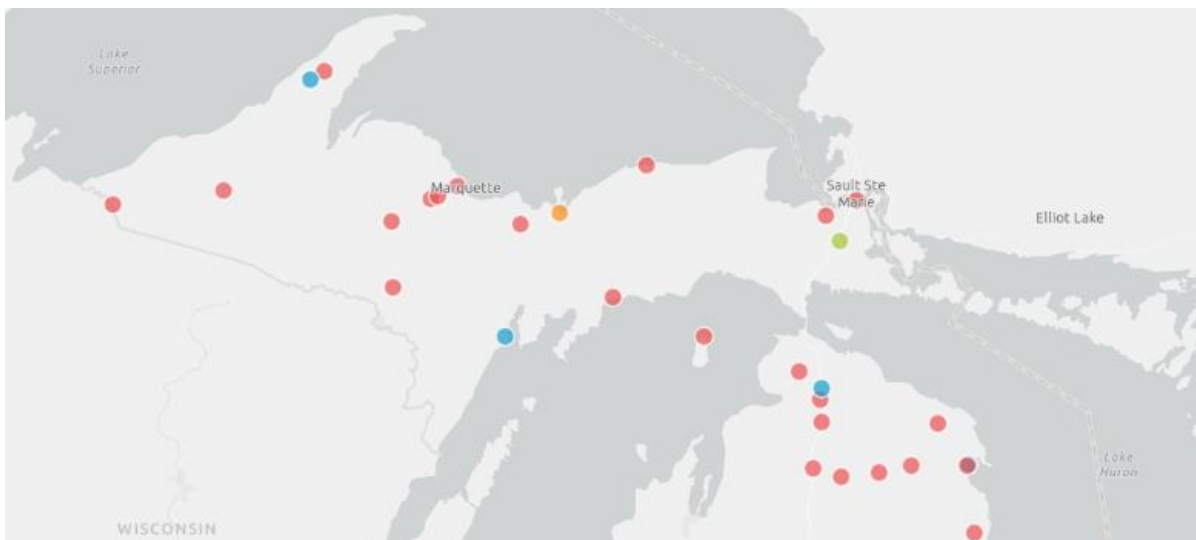 Lake
Superior
Marquette
Sault Ste
Marie
Elliot Lake
Lake
Huron
WISCONSIN